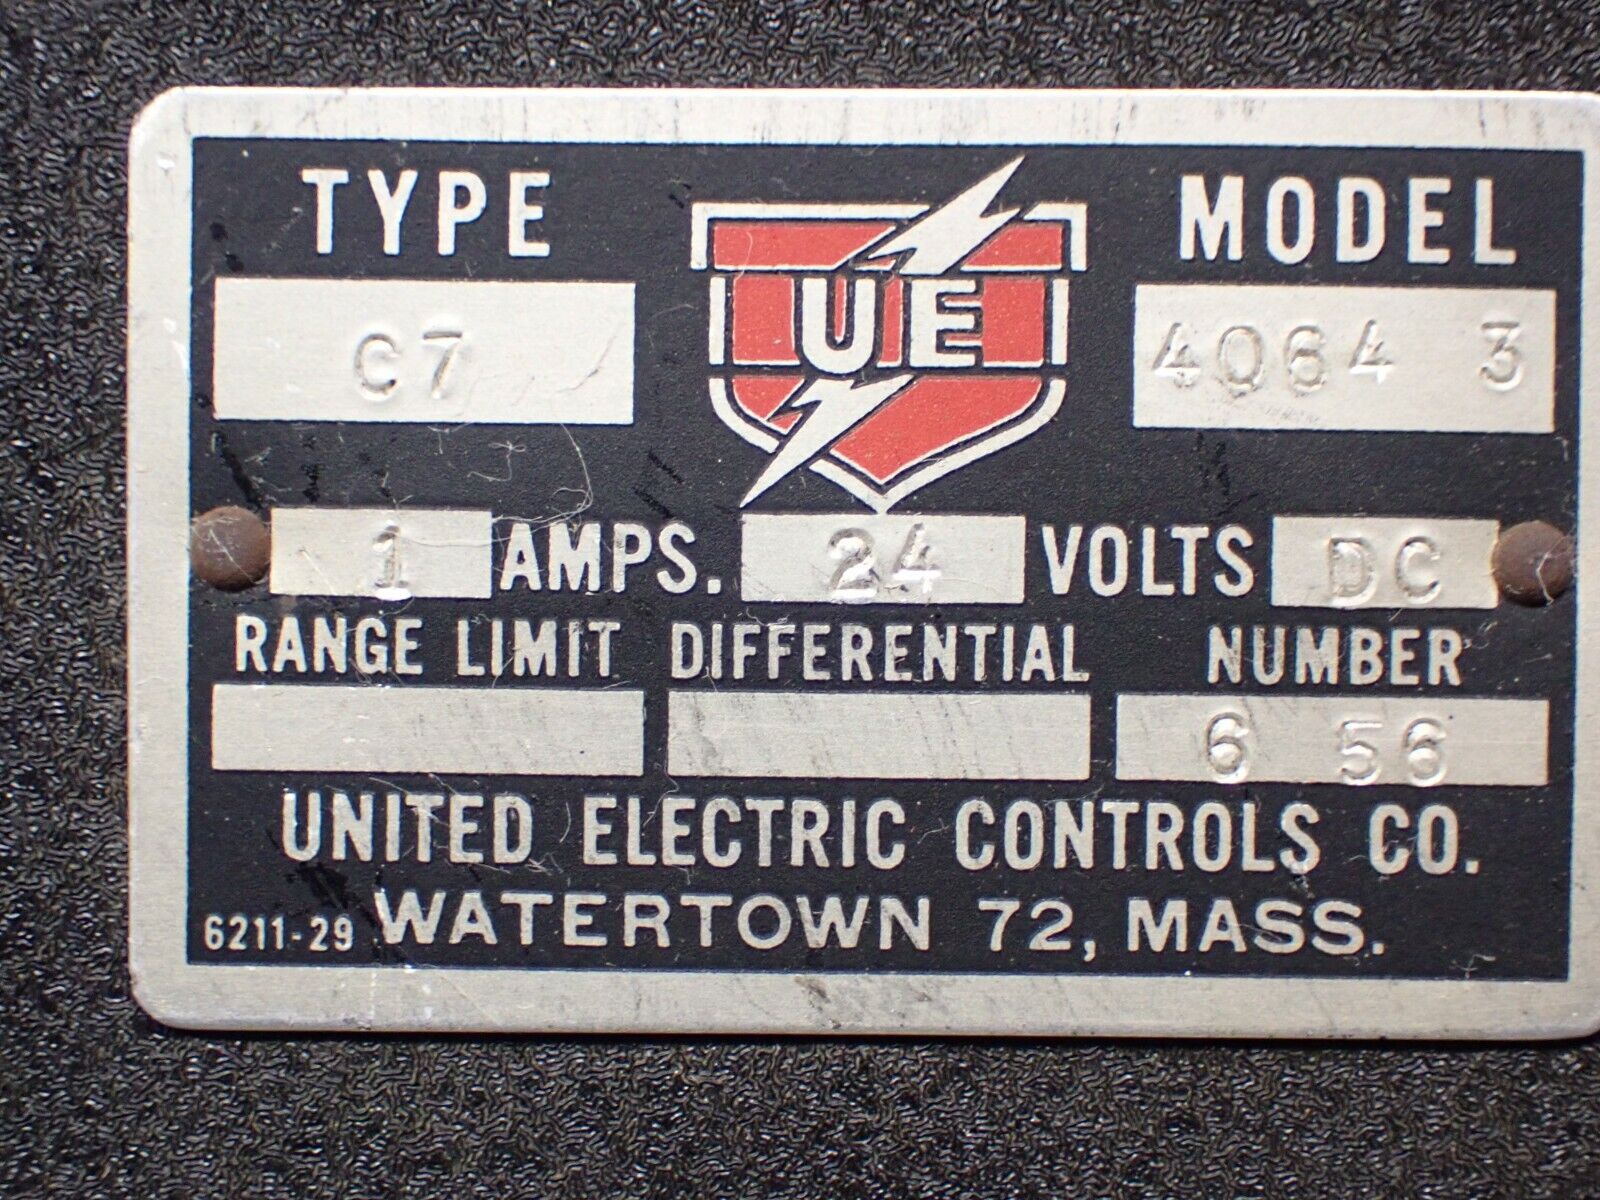 TYPE UE MODEL
C7 4064 3
1 AMPS. 24 VOLTS DC
RANGE LIMIT DIFFERENTIAL NUMBER
6 56
UNITED ELECTRIC CONTROLS CO.
6211-29 WATERTOWN 72, MASS.